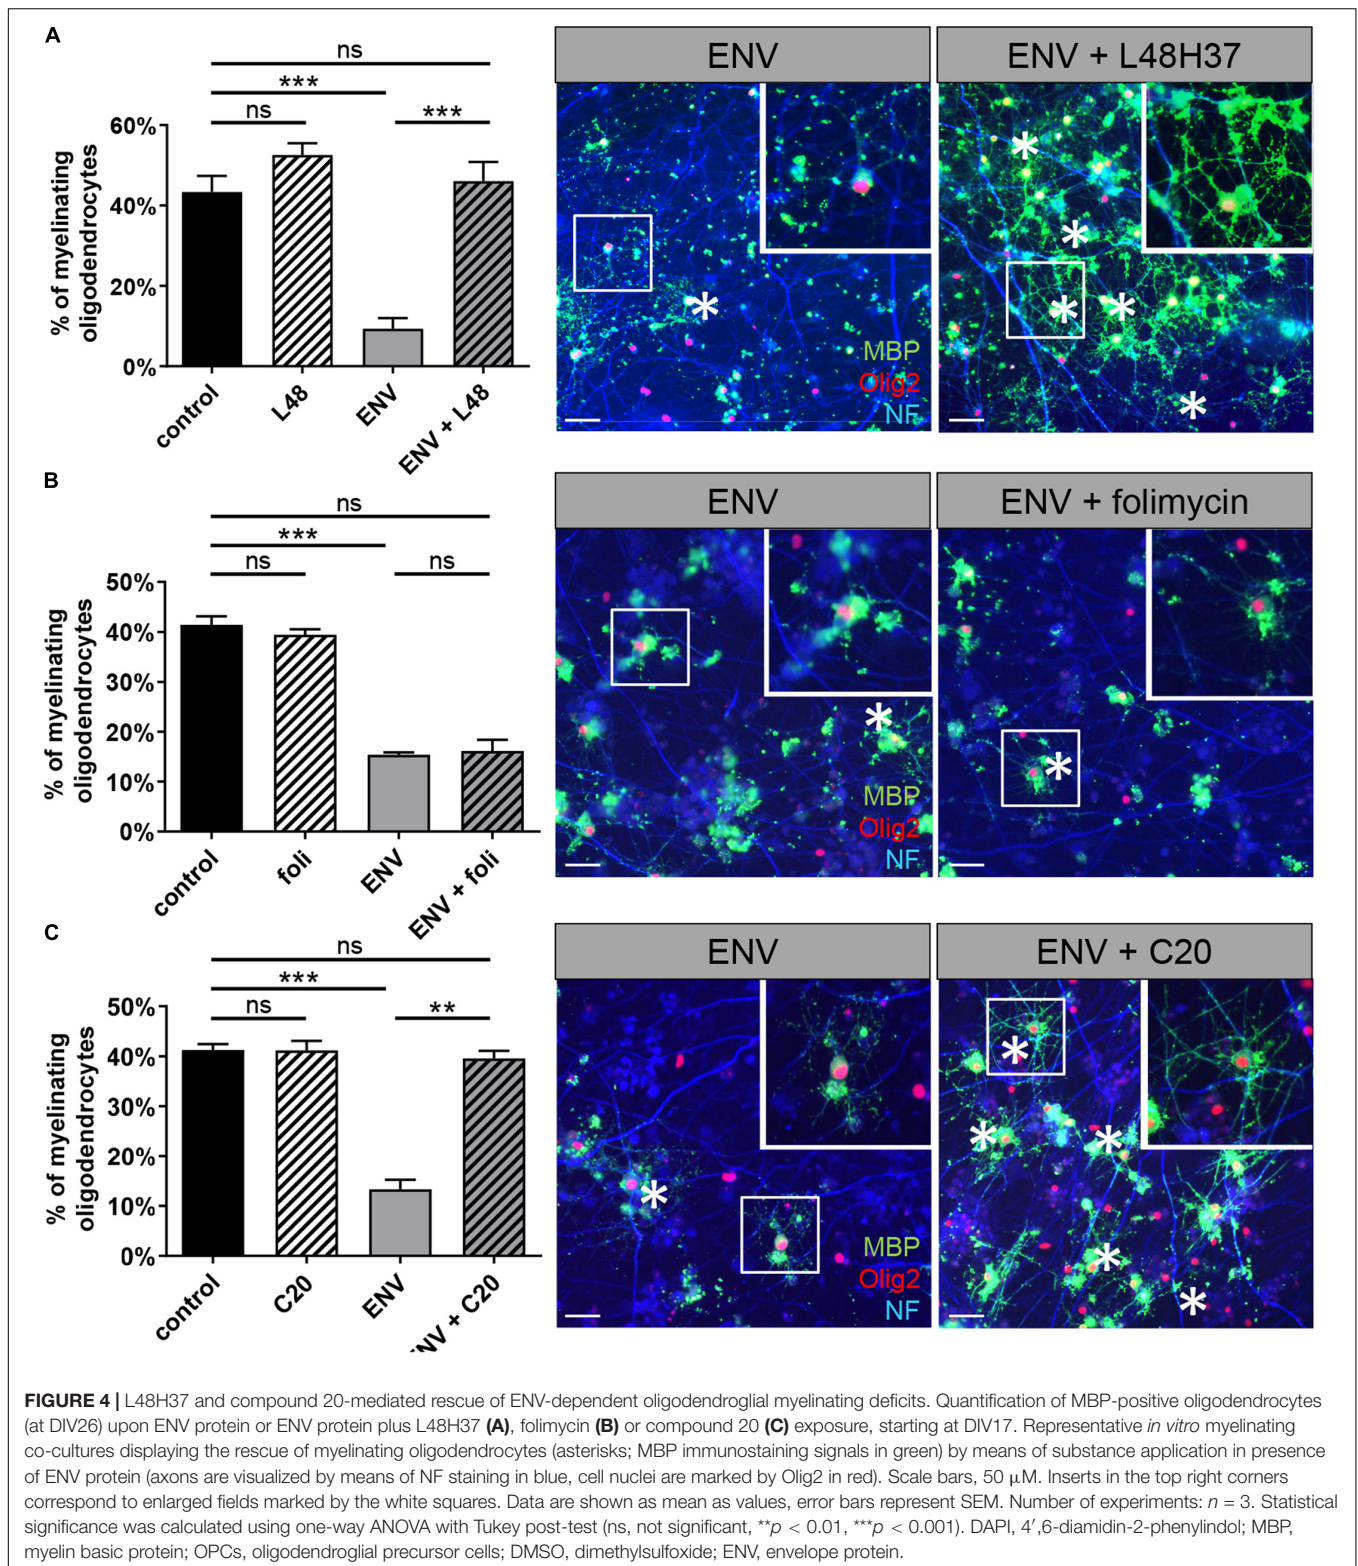 A
ns
***
ns
***
60%
40%
20%
0%
% of myelinating
oligodendrocytes
control
L48
ENV
ENV + L48
ENV
ENV + L48H37
*
*
*
*
*
*
MBP
Olig2
NF
B
ns
***
ns
ns
50%
40%
30%
20%
10%
0%
% of myelinating
oligodendrocytes
control
foli
ENV
ENV + foli
ENV
ENV + folimycin
*
*
MBP
Olig2
NF
C
ns
***
ns
**
50%
40%
30%
20%
10%
0%
% of myelinating
oligodendrocytes
control
C20
ENV
NV + C20
ENV
ENV + C20
*
*
*
*
*
*
MBP
Olig2
NF
FIGURE 4 | L48H37 and compound 20-mediated rescue of ENV-dependent oligodendroglial myelinating deficits. Quantification of MBP-positive oligodendrocytes
(at DIV26) upon ENV protein or ENV protein plus L48H37 (A), folimycin (B) or compound 20 (C) exposure, starting at DIV17. Representative in vitro myelinating
co-cultures displaying the rescue of myelinating oligodendrocytes (asterisks; MBP immunostaining signals in green) by means of substance application in presence
of ENV protein (axons are visualized by means of NF staining in blue, cell nuclei are marked by Olig2 in red). Scale bars, 50 μM. Inserts in the top right corners
correspond to enlarged fields marked by the white squares. Data are shown as mean as values, error bars represent SEM. Number of experiments: n = 3. Statistical
significance was calculated using one-way ANOVA with Tukey post-test (ns, not significant, **p < 0.01, ***p < 0.001). DAPI, 4′,6-diamidin-2-phenylindol; MBP,
myelin basic protein; OPCs, oligodendroglial precursor cells; DMSO, dimethylsulfoxide; ENV, envelope protein.